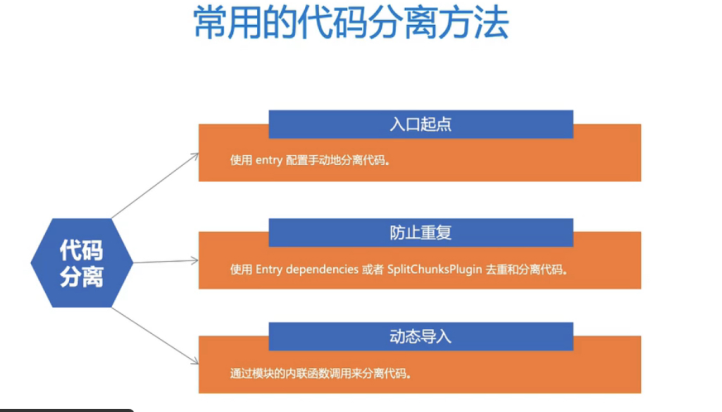 常用的代码分离方法
入口起点
使用 entry 配置手动地分离代码。
代码
分离
防止重复
使用 Entry dependencies 或者 SplitChunksPlugin 去重和分离代码。
动态导入
通过模块的内联函数调用来分离代码。